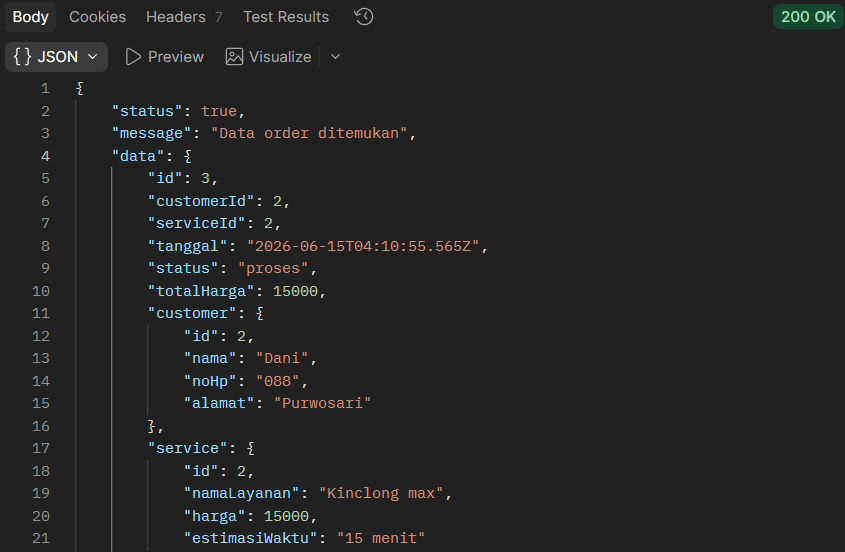 Body Cookies Headers 7 Test Results 200 OK
{} JSON Preview Visualize
1 {
2 "status": true,
3 "message": "Data order ditemukan",
4 "data": {
5 "id": 3,
6 "customerId": 2,
7 "serviceId": 2,
8 "tanggal": "2026-06-15T04:10:55.565Z",
9 "status": "proses",
10 "totalHarga": 15000,
11 "customer": {
12 "id": 2,
13 "nama": "Dani",
14 "noHp": "088",
15 "alamat": "Purwosari"
16 },
17 "service": {
18 "id": 2,
19 "namaLayanan": "Kinclong max",
20 "harga": 15000,
21 "estimasiWaktu": "15 menit"